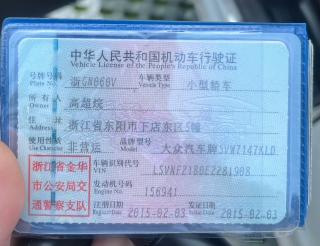 中华人民共和国机动车行驶证
Vehicle License of the People's Republic of China
号牌号码 浙GN666V 车辆类型 小型轿车
Plate No. Vehicle Type
所有人 高超烷
Owner
住址 浙江省东阳市下店东区5幢
Address
使用性质 非营运 品牌型号 大众汽车牌SVW7147KLD
Use Character Model
浙江省金华
市公安局交
通警察支队
车辆识别代号
VIN
发动机号码 156941
Engine No.
注册日期 2015-02-03 发证日期 2015-02-03
Register Date Issue Date